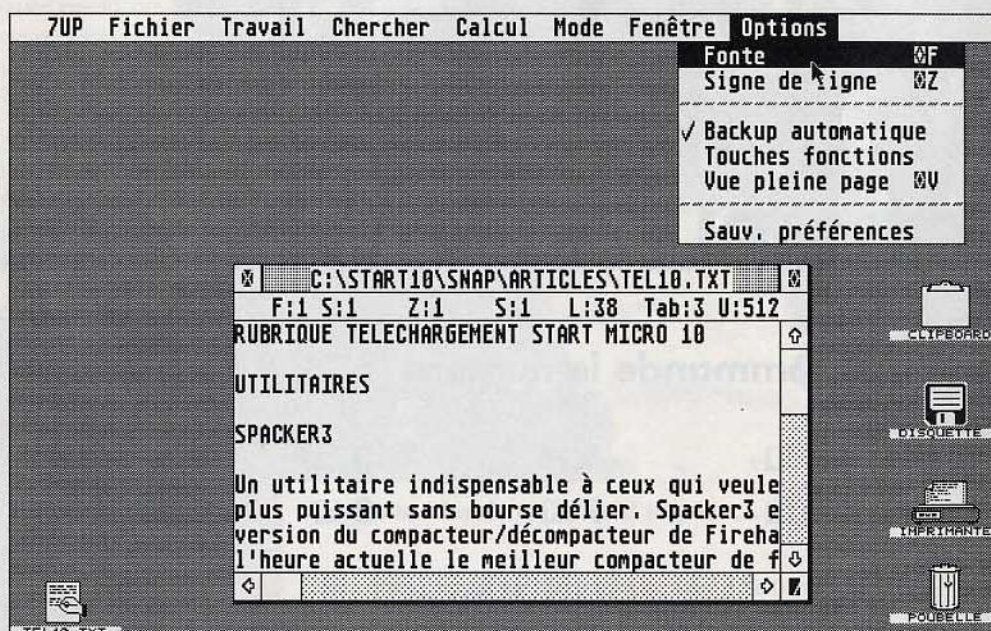 7UP Fichier Travail Chercher Calcul Mode Fenêtre Options
Fonte ◊F
Signe de ligne ◊Z
✓ Backup automatique
Touches fonctions
Vue pleine page ◊V
Sauv. préférences
C:\START10\SNAP\ARTICLES\TEL10.TXT
F:1 S:1 Z:1 S:1 L:38 Tab:3 U:512
RUBRIQUE TELECHARGEMENT START MICRO 10
UTILITAIRES
SPACKER3
Un utilitaire indispensable à ceux qui veule
plus puissant sans bourse délier. Spacker3 e
version du compacteur/décompacteur de Fireha
l'heure actuelle le meilleur compacteur de f
CLIPBOARD
DISQUETTE
IMPRIMANTE
POUBELLE
TEL10.TXT